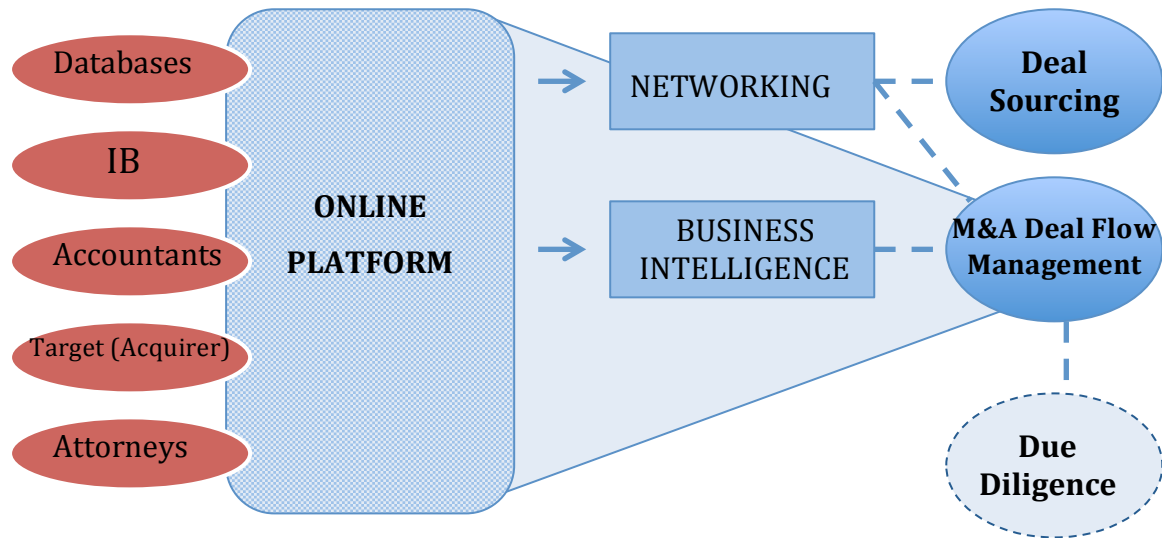 Databases
IB
Accountants
Target (Acquirer)
Attorneys
ONLINE
PLATFORM
NETWORKING
BUSINESS
INTELLIGENCE
Deal
Sourcing
M&A Deal Flow
Management
Due
Diligence